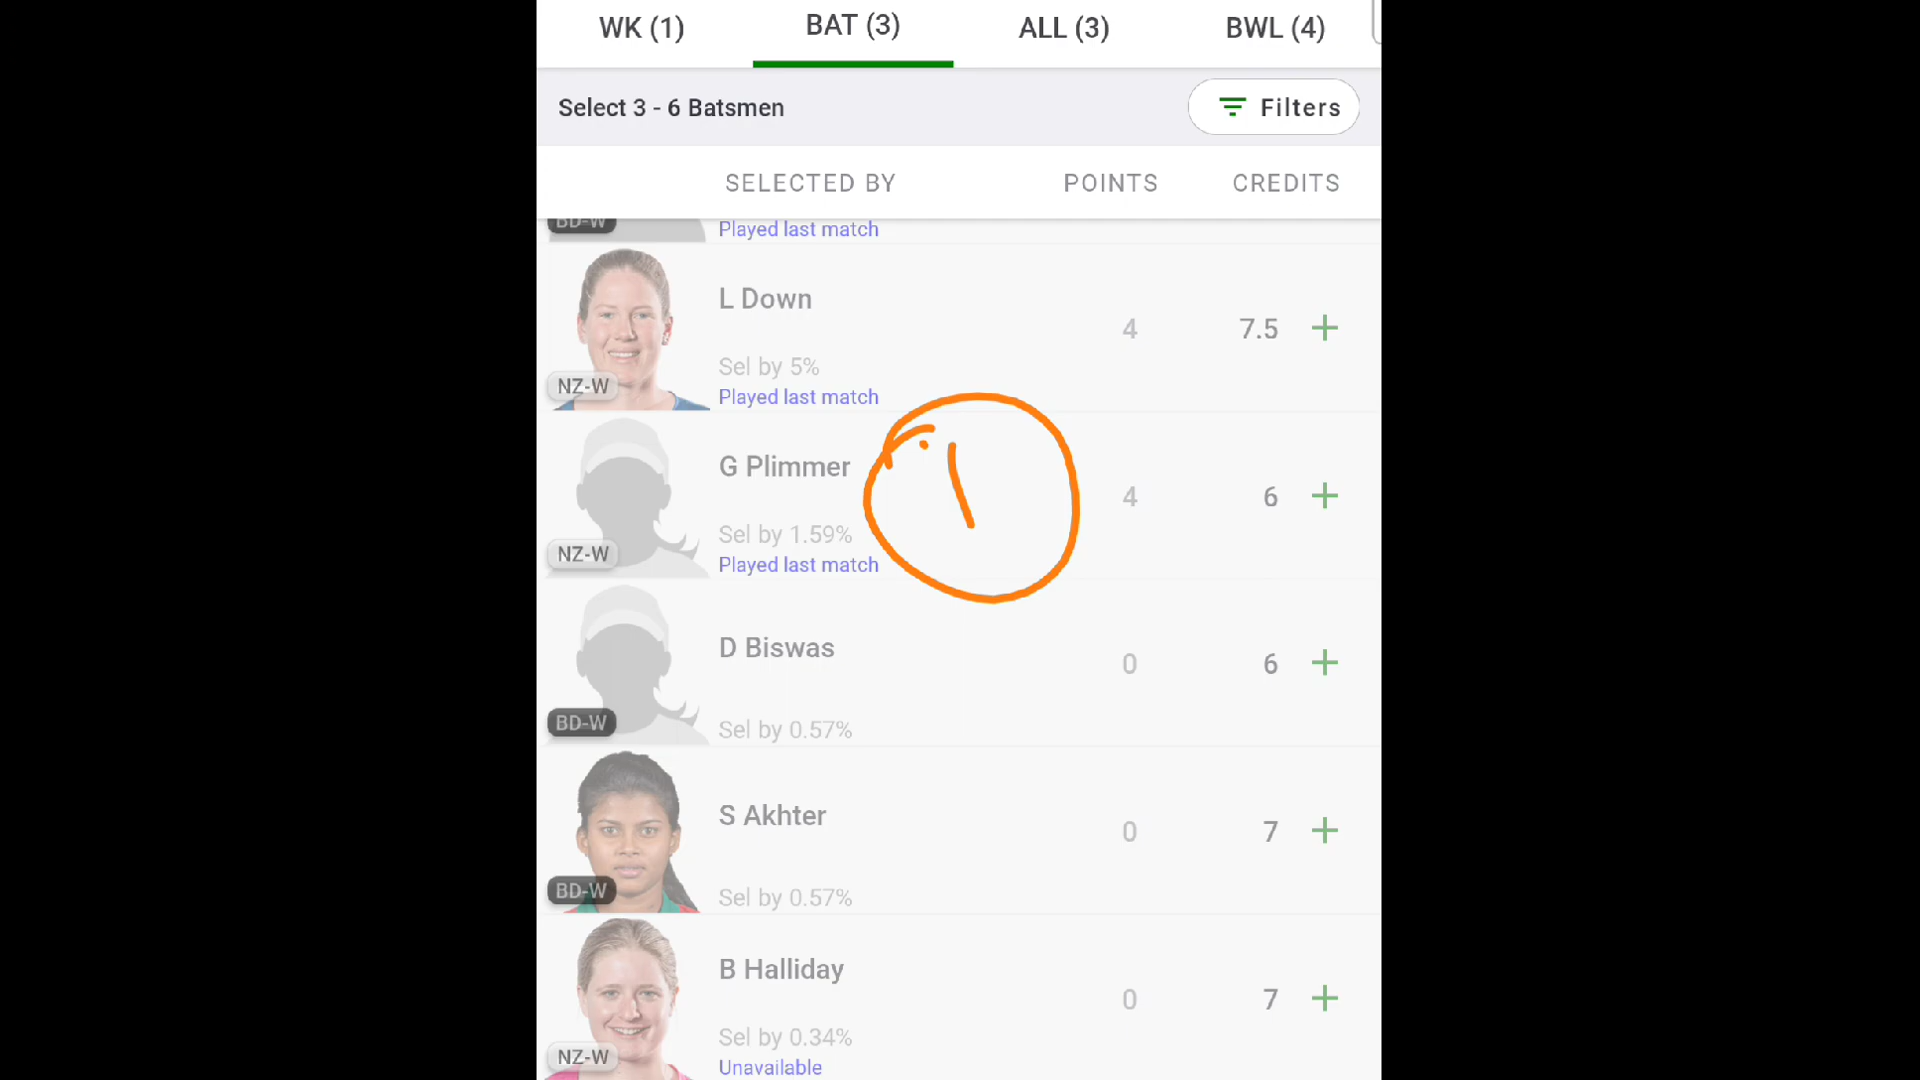 WK (1) BAT (3) ALL (3) BWL (4)
Select 3 - 6 Batsmen Filters
SELECTED BY POINTS CREDITS
BD-W Played last match
L Down
4 7.5 +
Sel by 5%
NZ-W Played last match
G Plimmer
4 6 +
Sel by 1.59%
NZ-W Played last match
D Biswas
0 6 +
BD-W Sel by 0.57%
S Akhter
0 7 +
BD-W Sel by 0.57%
B Halliday
0 7 +
Sel by 0.34%
NZ-W Unavailable